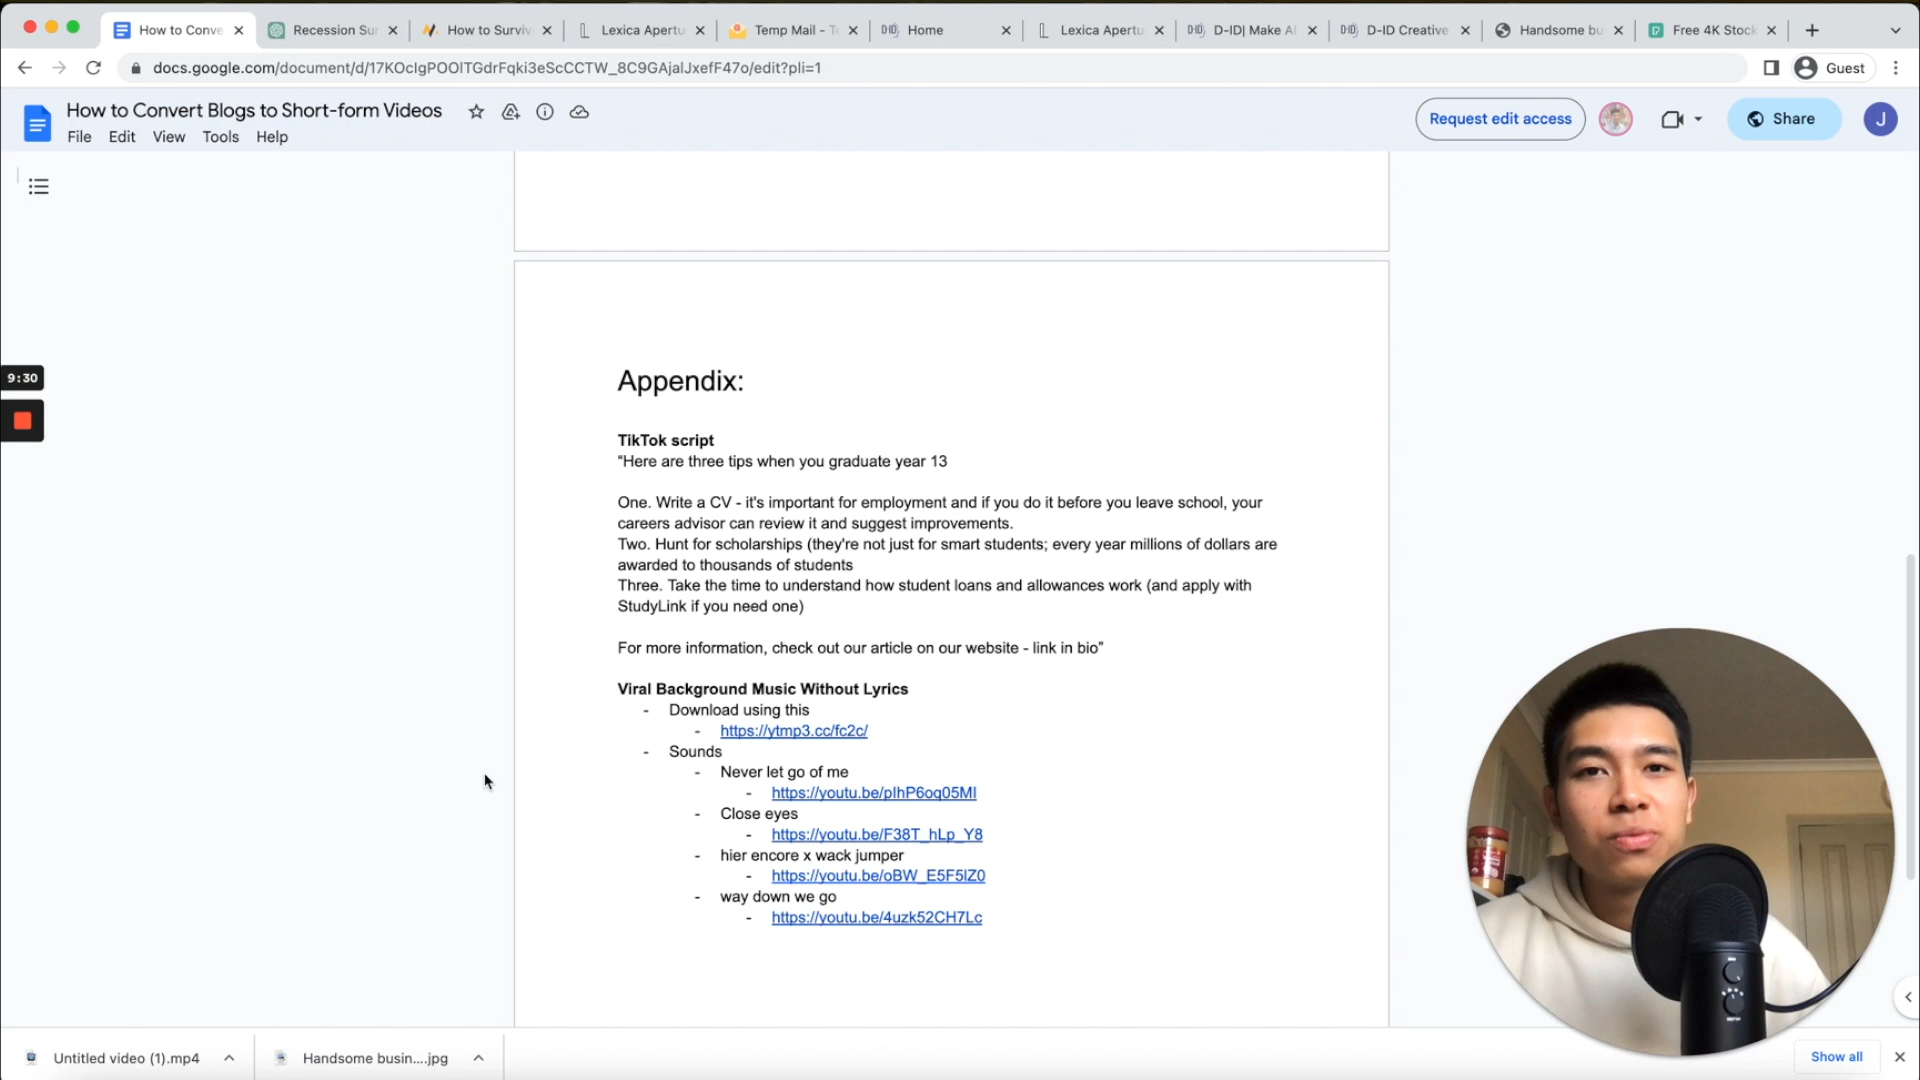 How to Conve
Recession Sur
How to Surviv
Lexica Apertu
Temp Mail - Te
Home
Lexica Apertu
D-ID| Make AI
D-ID Creative
Handsome bu
Free 4K Stock
docs.google.com/document/d/17KOcIgPOOlTGdrFqki3eScCCTW_8C9GAjaIJxefF47o/edit?pli=1
Guest
How to Convert Blogs to Short-form Videos
File Edit View Tools Help
Request edit access
Share
J
9:30
Appendix:
TikTok script
“Here are three tips when you graduate year 13
One. Write a CV - it's important for employment and if you do it before you leave school, your
careers advisor can review it and suggest improvements.
Two. Hunt for scholarships (they're not just for smart students; every year millions of dollars are
awarded to thousands of students
Three. Take the time to understand how student loans and allowances work (and apply with
StudyLink if you need one)
For more information, check out our article on our website - link in bio”
Viral Background Music Without Lyrics
- Download using this
- https://ytmp3.cc/fc2c/
- Sounds
- Never let go of me
- https://youtu.be/pIhP6oq05MI
- Close eyes
- https://youtu.be/F38T_hLp_Y8
- hier encore x wack jumper
- https://youtu.be/oBW_E5F5lZ0
- way down we go
- https://youtu.be/4uzk52CH7Lc
Untitled video (1).mp4
Handsome busin....jpg
Show all